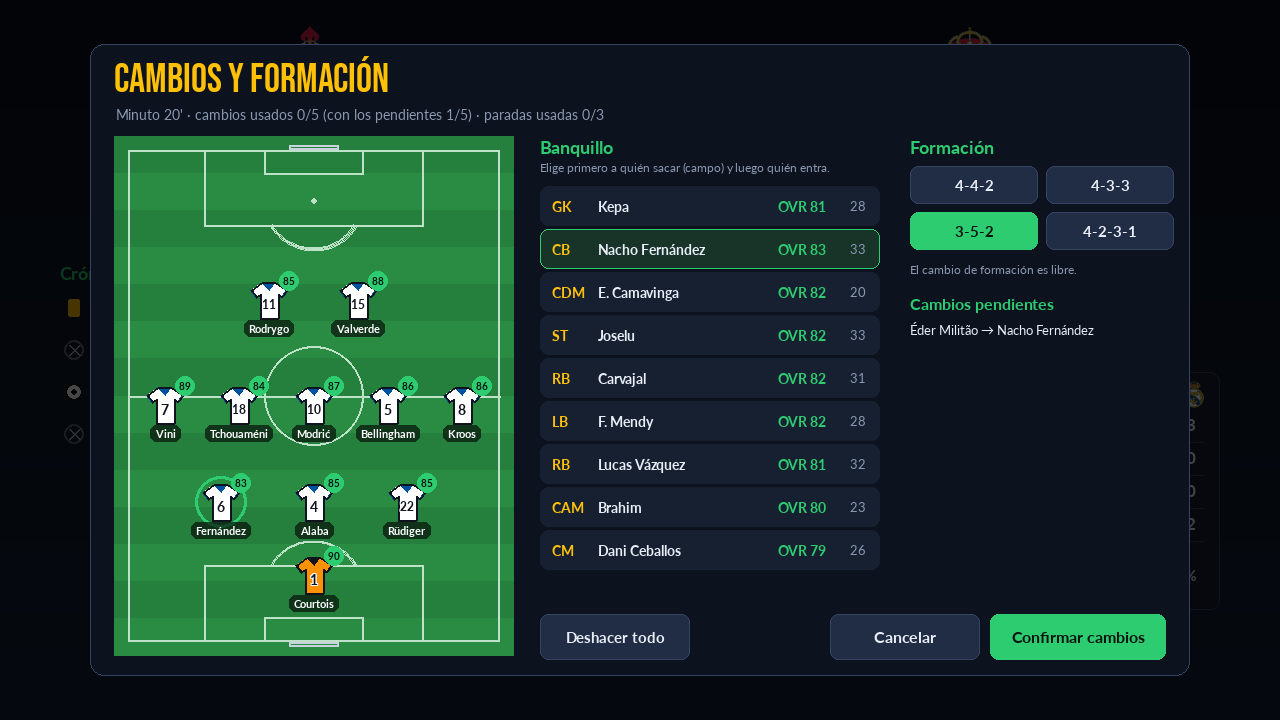 CAMBIOS Y FORMACIÓN
Minuto 20' · cambios usados 0/5 (con los pendientes 1/5) · paradas usadas 0/3
85
11
Rodrygo
88
15
Valverde
89
7
Vini
84
18
Tchouaméni
87
10
Modrić
86
5
Bellingham
86
8
Kroos
83
6
Fernández
85
4
Alaba
85
22
Rüdiger
90
1
Courtois
Banquillo
Elige primero a quién sacar (campo) y luego quién entra.
GK Kepa OVR 81 28
CB Nacho Fernández OVR 83 33
CDM E. Camavinga OVR 82 20
ST Joselu OVR 82 33
RB Carvajal OVR 82 31
LB F. Mendy OVR 82 28
RB Lucas Vázquez OVR 81 32
CAM Brahim OVR 80 23
CM Dani Ceballos OVR 79 26
Formación
4-4-2
4-3-3
3-5-2
4-2-3-1
El cambio de formación es libre.
Cambios pendientes
Éder Militão → Nacho Fernández
Deshacer todo
Cancelar
Confirmar cambios